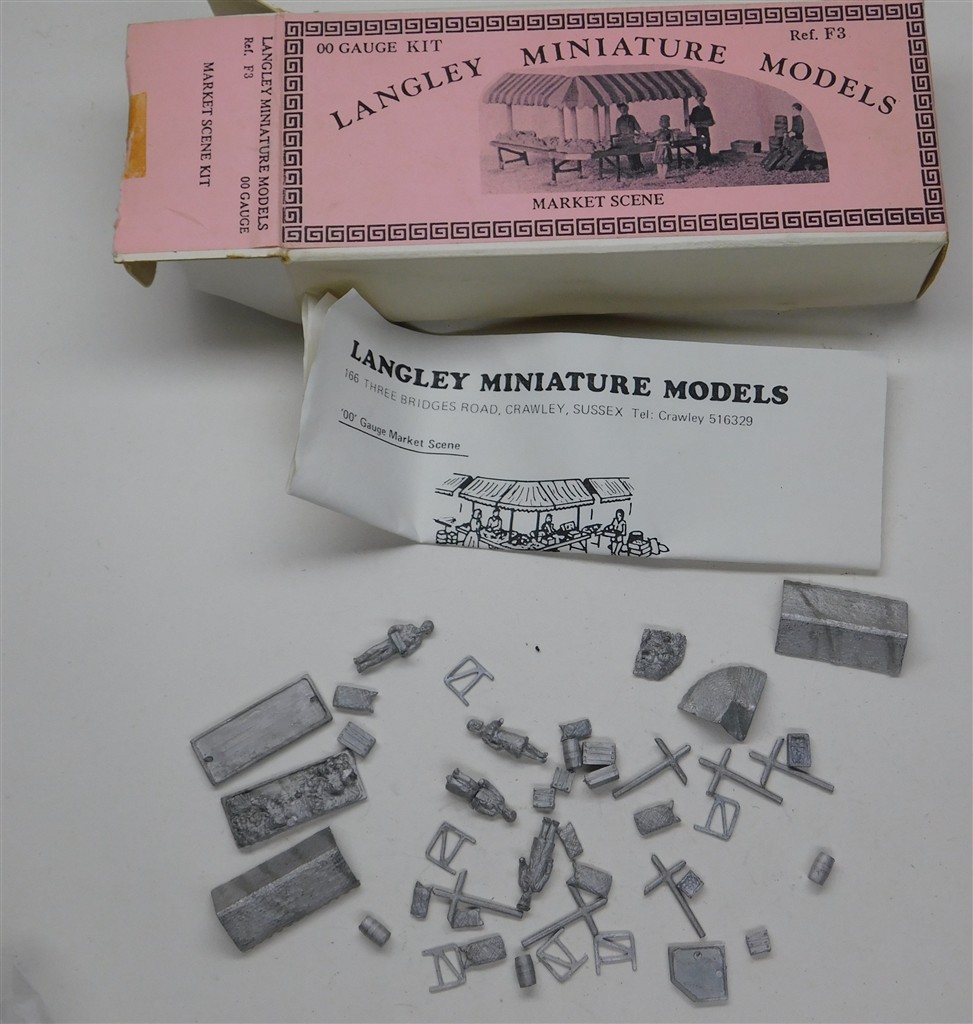 LANGLEY MINIATURE MODELS
Ref. F3 00 GAUGE
MARKET SCENE KIT
00 GAUGE KIT
Ref. F3
LANGLEY MINIATURE MODELS
MARKET SCENE
LANGLEY MINIATURE MODELS
166 THREE BRIDGES ROAD, CRAWLEY, SUSSEX Tel: Crawley 516329
'00' Gauge Market Scene